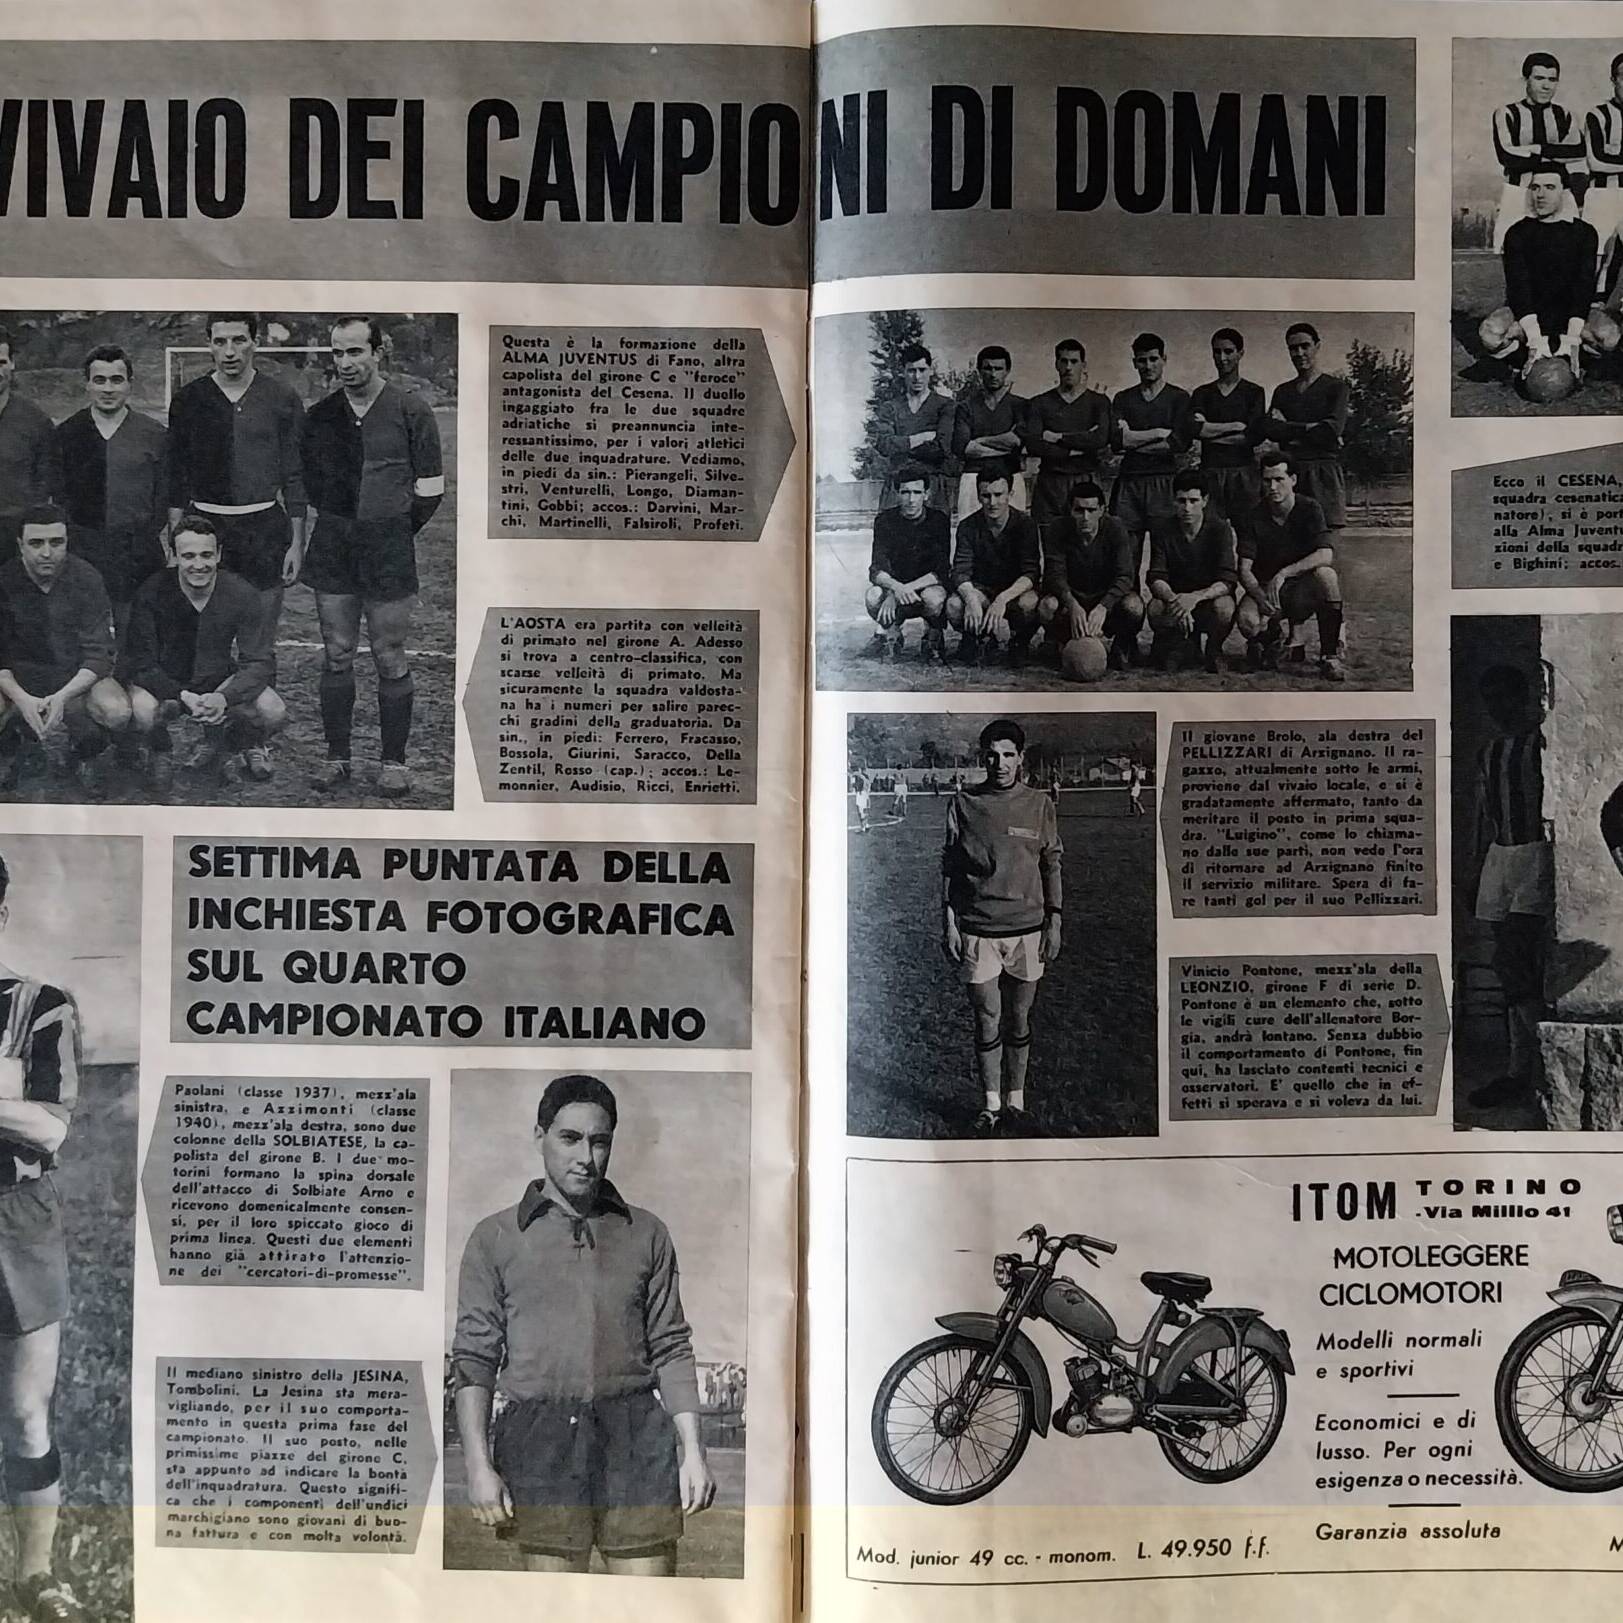 VIVAIO DEI CAMPIONI DI DOMANI
Questa è la formazione della
ALMA JUVENTUS di Fano, altra
capolista del girone C e "feroce"
antagonista del Cesena. Il duello
ingaggiato fra le due squadre
adriatiche si preannuncia inte-
ressantissimo, per i valori atletici
delle due inquadrature. Vediamo,
in piedi da sin.: Pierangeli, Silve-
stri, Venturelli, Longo, Diaman-
tini, Gobbi; accos.: Darvini, Mar-
chi, Martinelli, Falsiroli, Profeti.
L'AOSTA era partita con velleità
di primato nel girone A. Adesso
si trova a centro-classifica, con
scarse velleità di primato. Ma
sicuramente la squadra valdosta-
na ha i numeri per salire parec-
chi gradini della graduatoria. Da
sin., in piedi: Ferrero, Fracasso,
Bossola, Giurini, Saracco, Della
Zentil, Rosso (cap.); accos.: Le-
monnier, Audisio, Ricci, Enrietti.
SETTIMA PUNTATA DELLA
INCHIESTA FOTOGRAFICA
SUL QUARTO
CAMPIONATO ITALIANO
Paolani (classe 1937), mezz'ala
sinistra, e Azzimonti (classe
1940), mezz'ala destra, sono due
colonne della SOLBIATESE, la ca-
polista del girone B. I due mo-
torini formano la spina dorsale
dell'attacco di Solbiate Arno e
ricevono domenicalmente consen-
si, per il loro spiccato gioco di
prima linea. Questi due elementi
hanno già attirato l'attenzio-
ne dei "cercatori-di-promesse".
Il mediano sinistro della JESINA,
Tombolini. La Jesina sta mera-
vigliando, per il suo comporta-
mento in questa prima fase del
campionato. Il suo posto, nelle
primissime piazze del girone C,
sta appunto ad indicare la bontà
dell'inquadratura. Questo signifi-
ca che i componenti dell'undici
marchigiano sono giovani di buo-
na fattura e con molta volontà.
Il giovane Brolo, ala destra del
PELLIZZARI di Arzignano. Il ra-
gazzo, attualmente sotto le armi,
proviene dal vivaio locale, e si è
gradatamente affermato, tanto da
meritare il posto in prima squa-
dra. "Luigino", come lo chiama-
no dalle sue parti, non vede l'ora
di ritornare ad Arzignano finito
il servizio militare. Spera di fa-
re tanti gol per il suo Pellizzari.
Vinicio Pontone, mezz'ala della
LEONZIO, girone F di serie D.
Pontone è un elemento che, sotto
le vigili cure dell'allenatore Bor-
gia, andrà lontano. Senza dubbio
il comportamento di Pontone, fin
qui, ha lasciato contenti tecnici e
osservatori. E' quello che in ef-
fetti si sperava e si voleva da lui.
Ecco il CESENA,
squadra cesenatica
natore), si è port
alla Alma Juventu
zioni della squadr
e Bighini; accos.
ITOM TORINO
-Via Millio 41
MOTOLEGGERE
CICLOMOTORI
Modelli normali
e sportivi
Economici e di
lusso. Per ogni
esigenza o necessità.
Garanzia assoluta
Mod. junior 49 cc. - monom. L. 49.950 f.f.
M